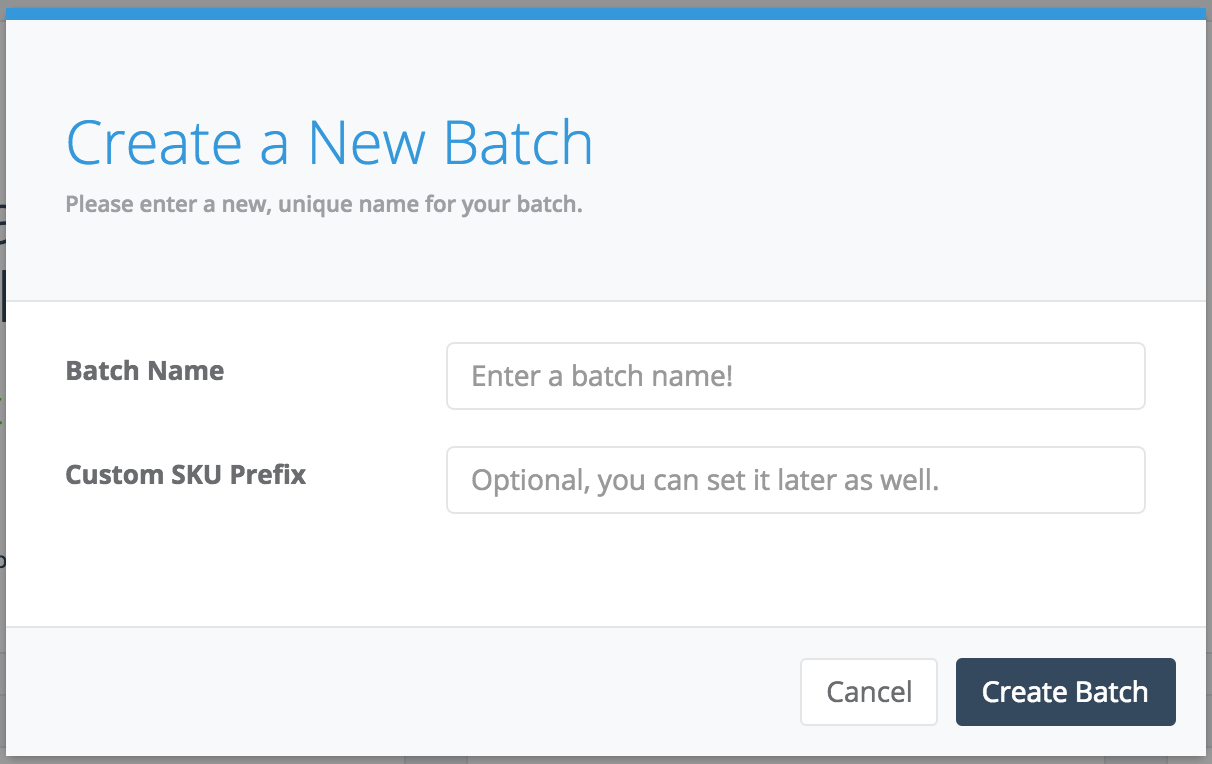 Create a New Batch
Please enter a new, unique name for your batch.
Batch Name
Enter a batch name!
Custom SKU Prefix
Optional, you can set it later as well.
Cancel
Create Batch